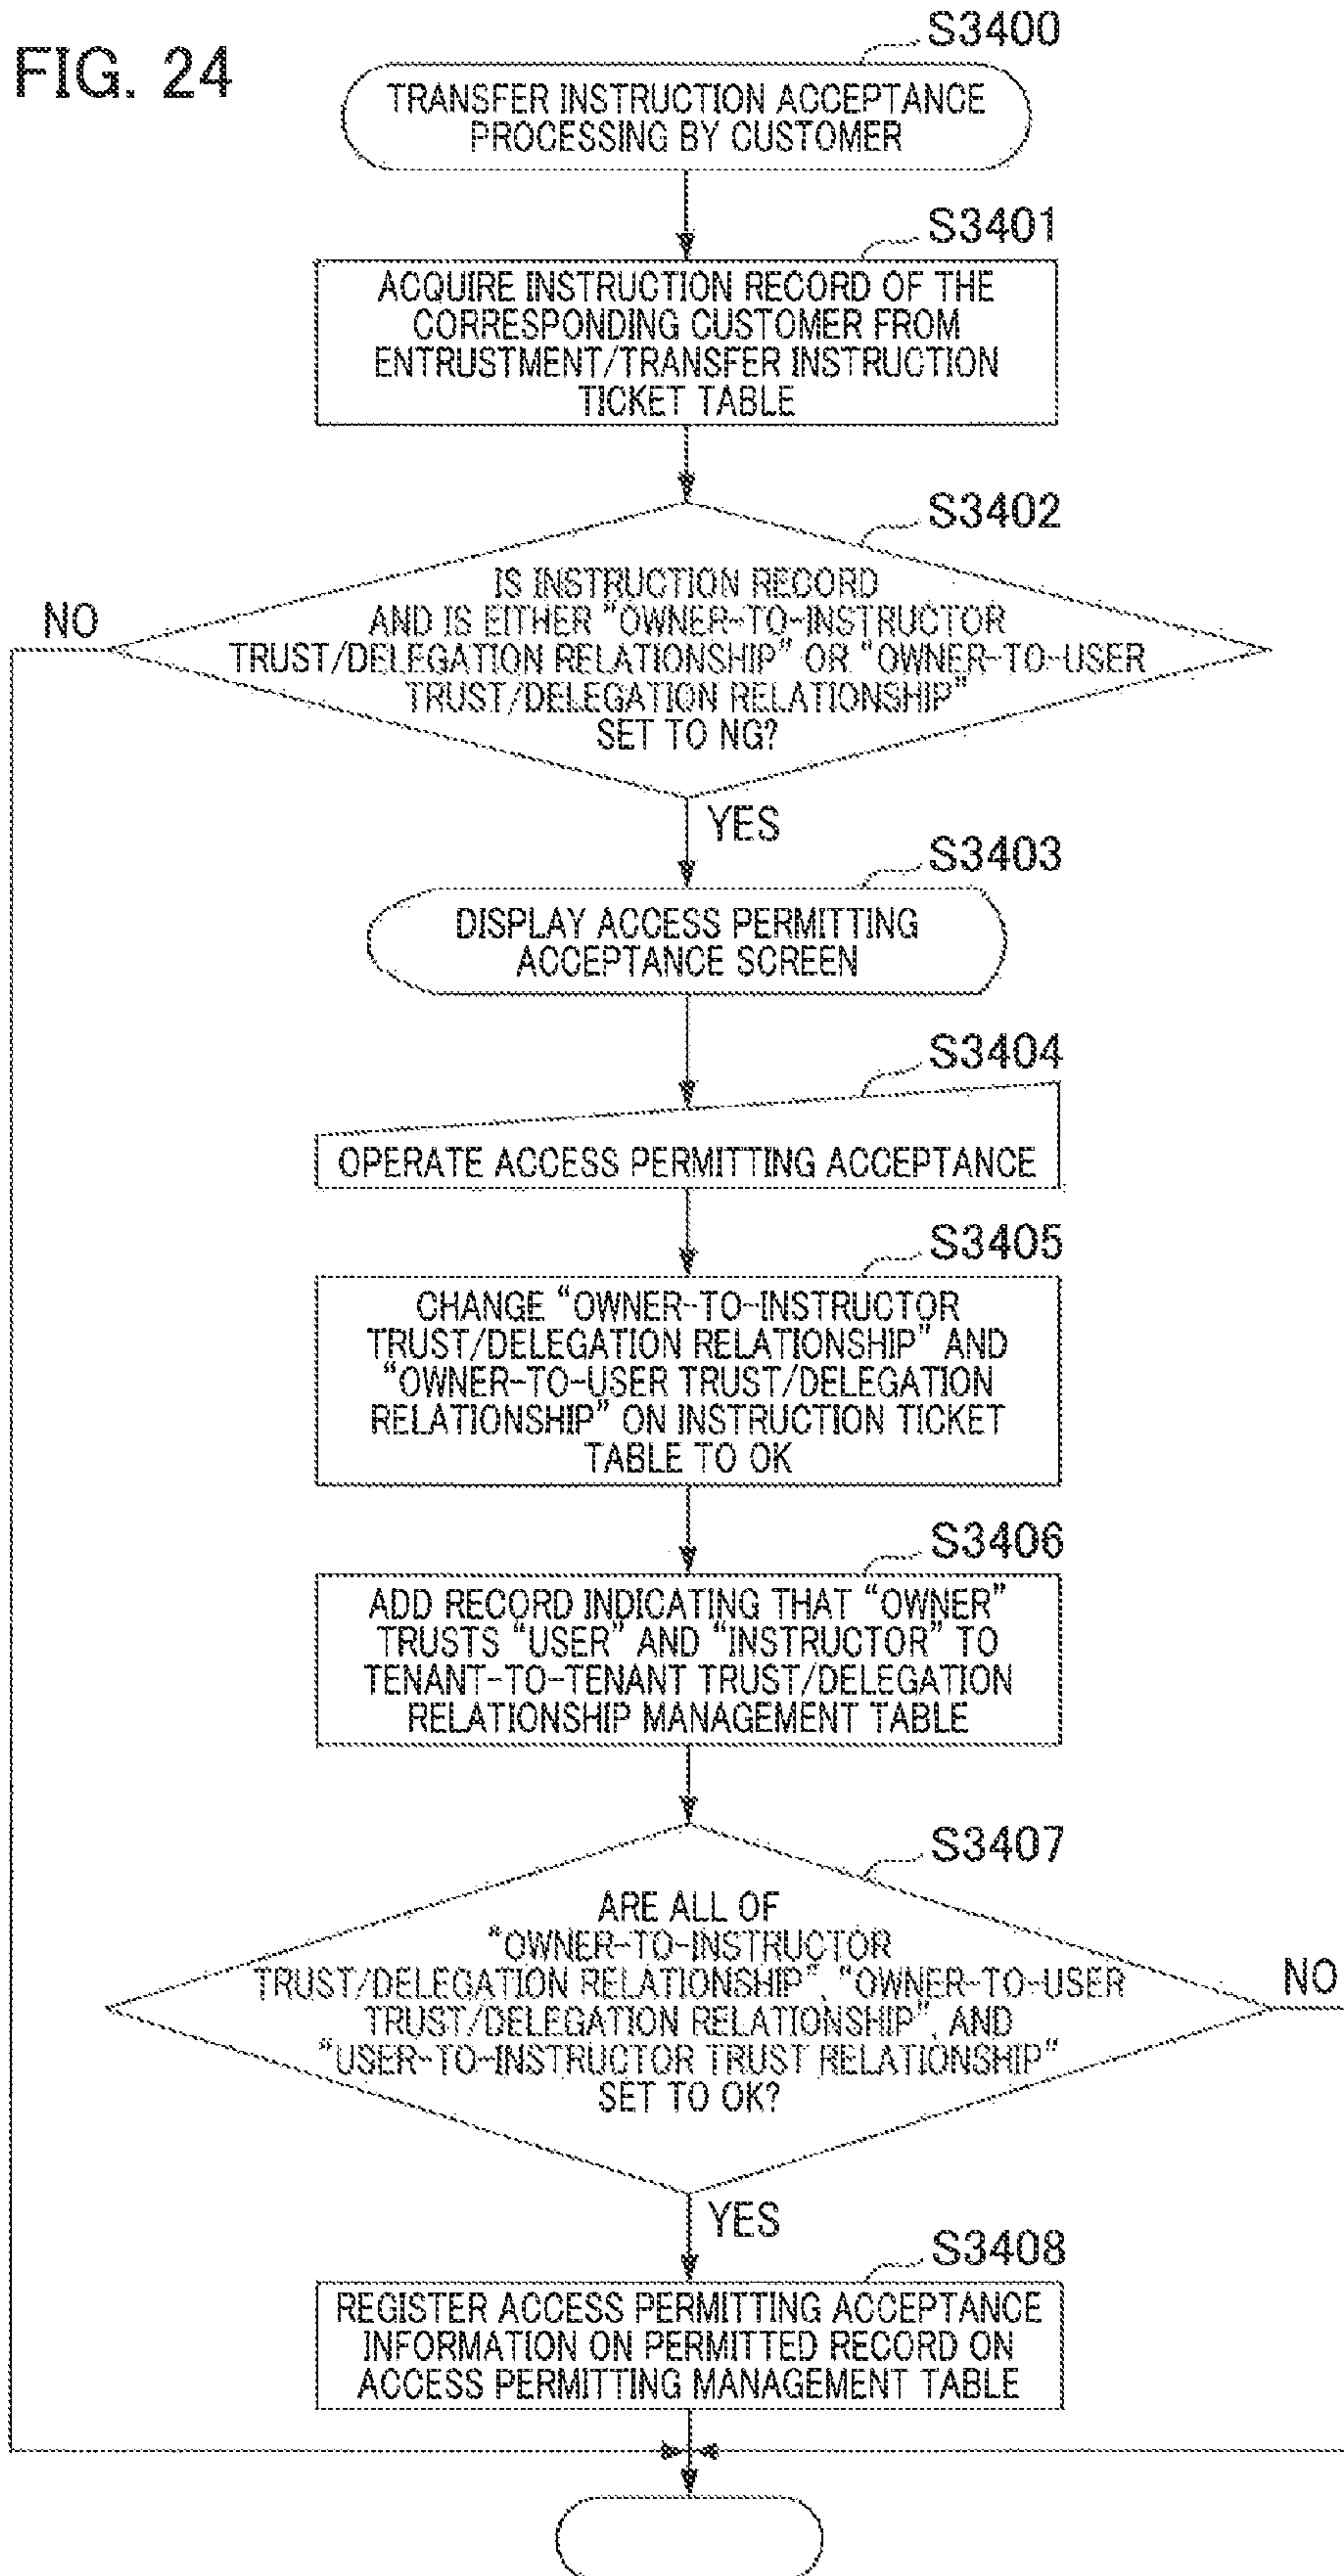 FIG. 24
S3400
TRANSFER INSTRUCTION ACCEPTANCE
PROCESSING BY CUSTOMER
S3401
ACQUIRE INSTRUCTION RECORD OF THE
CORRESPONDING CUSTOMER FROM
ENTRUSTMENT/TRANSFER INSTRUCTION
TICKET TABLE
S3402
IS INSTRUCTION RECORD
AND IS EITHER “OWNER-TO-INSTRUCTOR
TRUST/DELEGATION RELATIONSHIP” OR “OWNER-TO-USER
TRUST/DELEGATION RELATIONSHIP”
SET TO NG?
NO
YES
S3403
DISPLAY ACCESS PERMITTING
ACCEPTANCE SCREEN
S3404
OPERATE ACCESS PERMITTING ACCEPTANCE
S3405
CHANGE “OWNER-TO-INSTRUCTOR
TRUST/DELEGATION RELATIONSHIP” AND
“OWNER-TO-USER TRUST/DELEGATION
RELATIONSHIP” ON INSTRUCTION TICKET
TABLE TO OK
S3406
ADD RECORD INDICATING THAT “OWNER”
TRUSTS “USER” AND “INSTRUCTOR” TO
TENANT-TO-TENANT TRUST/DELEGATION
RELATIONSHIP MANAGEMENT TABLE
S3407
ARE ALL OF
“OWNER-TO-INSTRUCTOR
TRUST/DELEGATION RELATIONSHIP”, “OWNER-TO-USER
TRUST/DELEGATION RELATIONSHIP”, AND
“USER-TO-INSTRUCTOR TRUST RELATIONSHIP”
SET TO OK?
NO
YES
S3408
REGISTER ACCESS PERMITTING ACCEPTANCE
INFORMATION ON PERMITTED RECORD ON
ACCESS PERMITTING MANAGEMENT TABLE